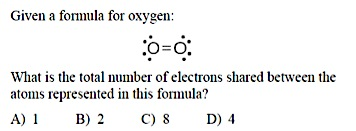 Given a formula for oxygen:
:Ö=Ö:
What is the total number of electrons shared between the
atoms represented in this formula?
A) 1 B) 2 C) 8 D) 4